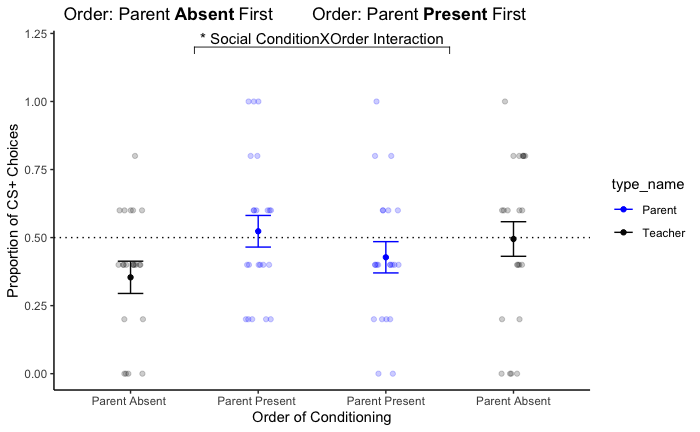 Order: Parent Absent First
Order: Parent Present First
* Social ConditionXOrder Interaction
1.25
1.00
0.75
0.50
0.25
0.00
Proportion of CS+ Choices
Parent Absent
Parent Present
Parent Present
Parent Absent
Order of Conditioning
type_name
Parent
Teacher